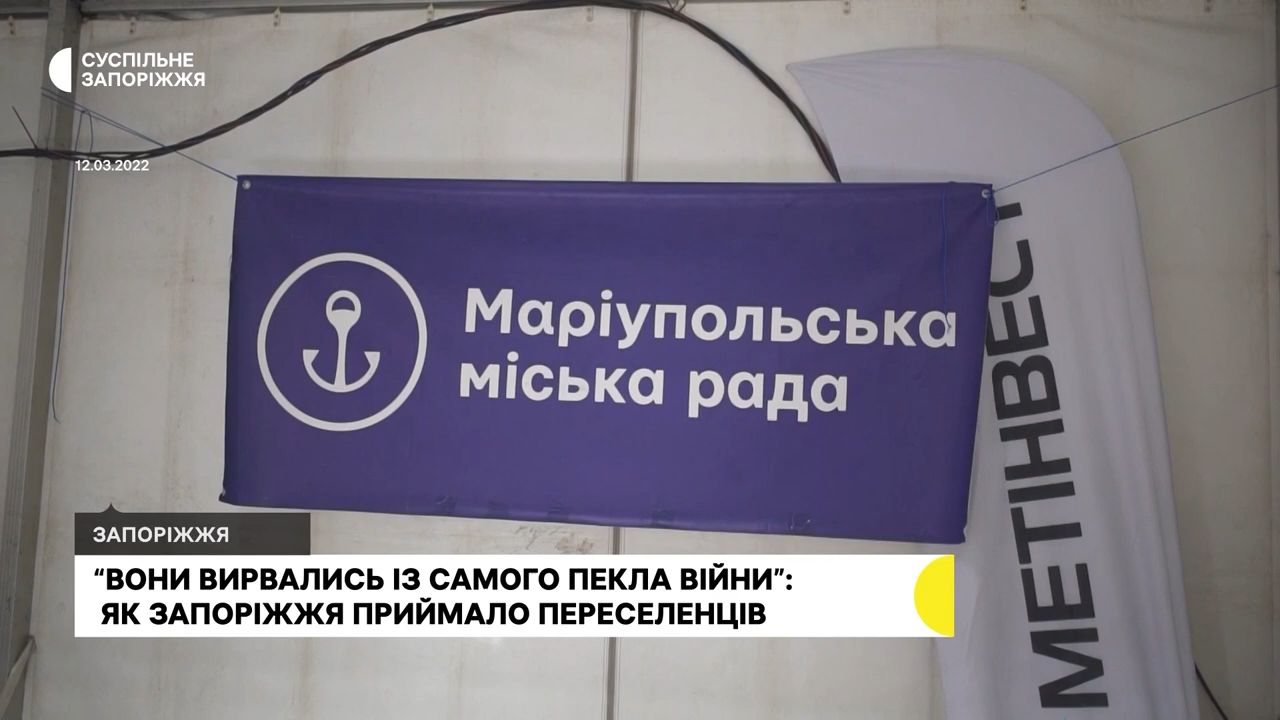 СУСПІЛЬНЕ
ЗАПОРІЖЖЯ
12.03.2022
Маріупольська
міська рада
МЕТІНВЕСТ
ЗАПОРІЖЖЯ
“ВОНИ ВИРВАЛИСЬ ІЗ САМОГО ПЕКЛА ВІЙНИ”:
ЯК ЗАПОРІЖЖЯ ПРИЙМАЛО ПЕРЕСЕЛЕНЦІВ